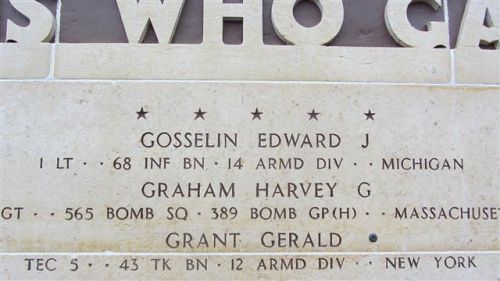 S WHO GA
★ ★ ★ ★ ★
GOSSELIN EDWARD J
1 LT · · 68 INF BN · 14 ARMD DIV · · MICHIGAN
GRAHAM HARVEY G
GT · · 565 BOMB SQ · 389 BOMB GP(H) · · MASSACHUSE
GRANT GERALD
TEC 5 · · 43 TK BN · 12 ARMD DIV · · NEW YORK